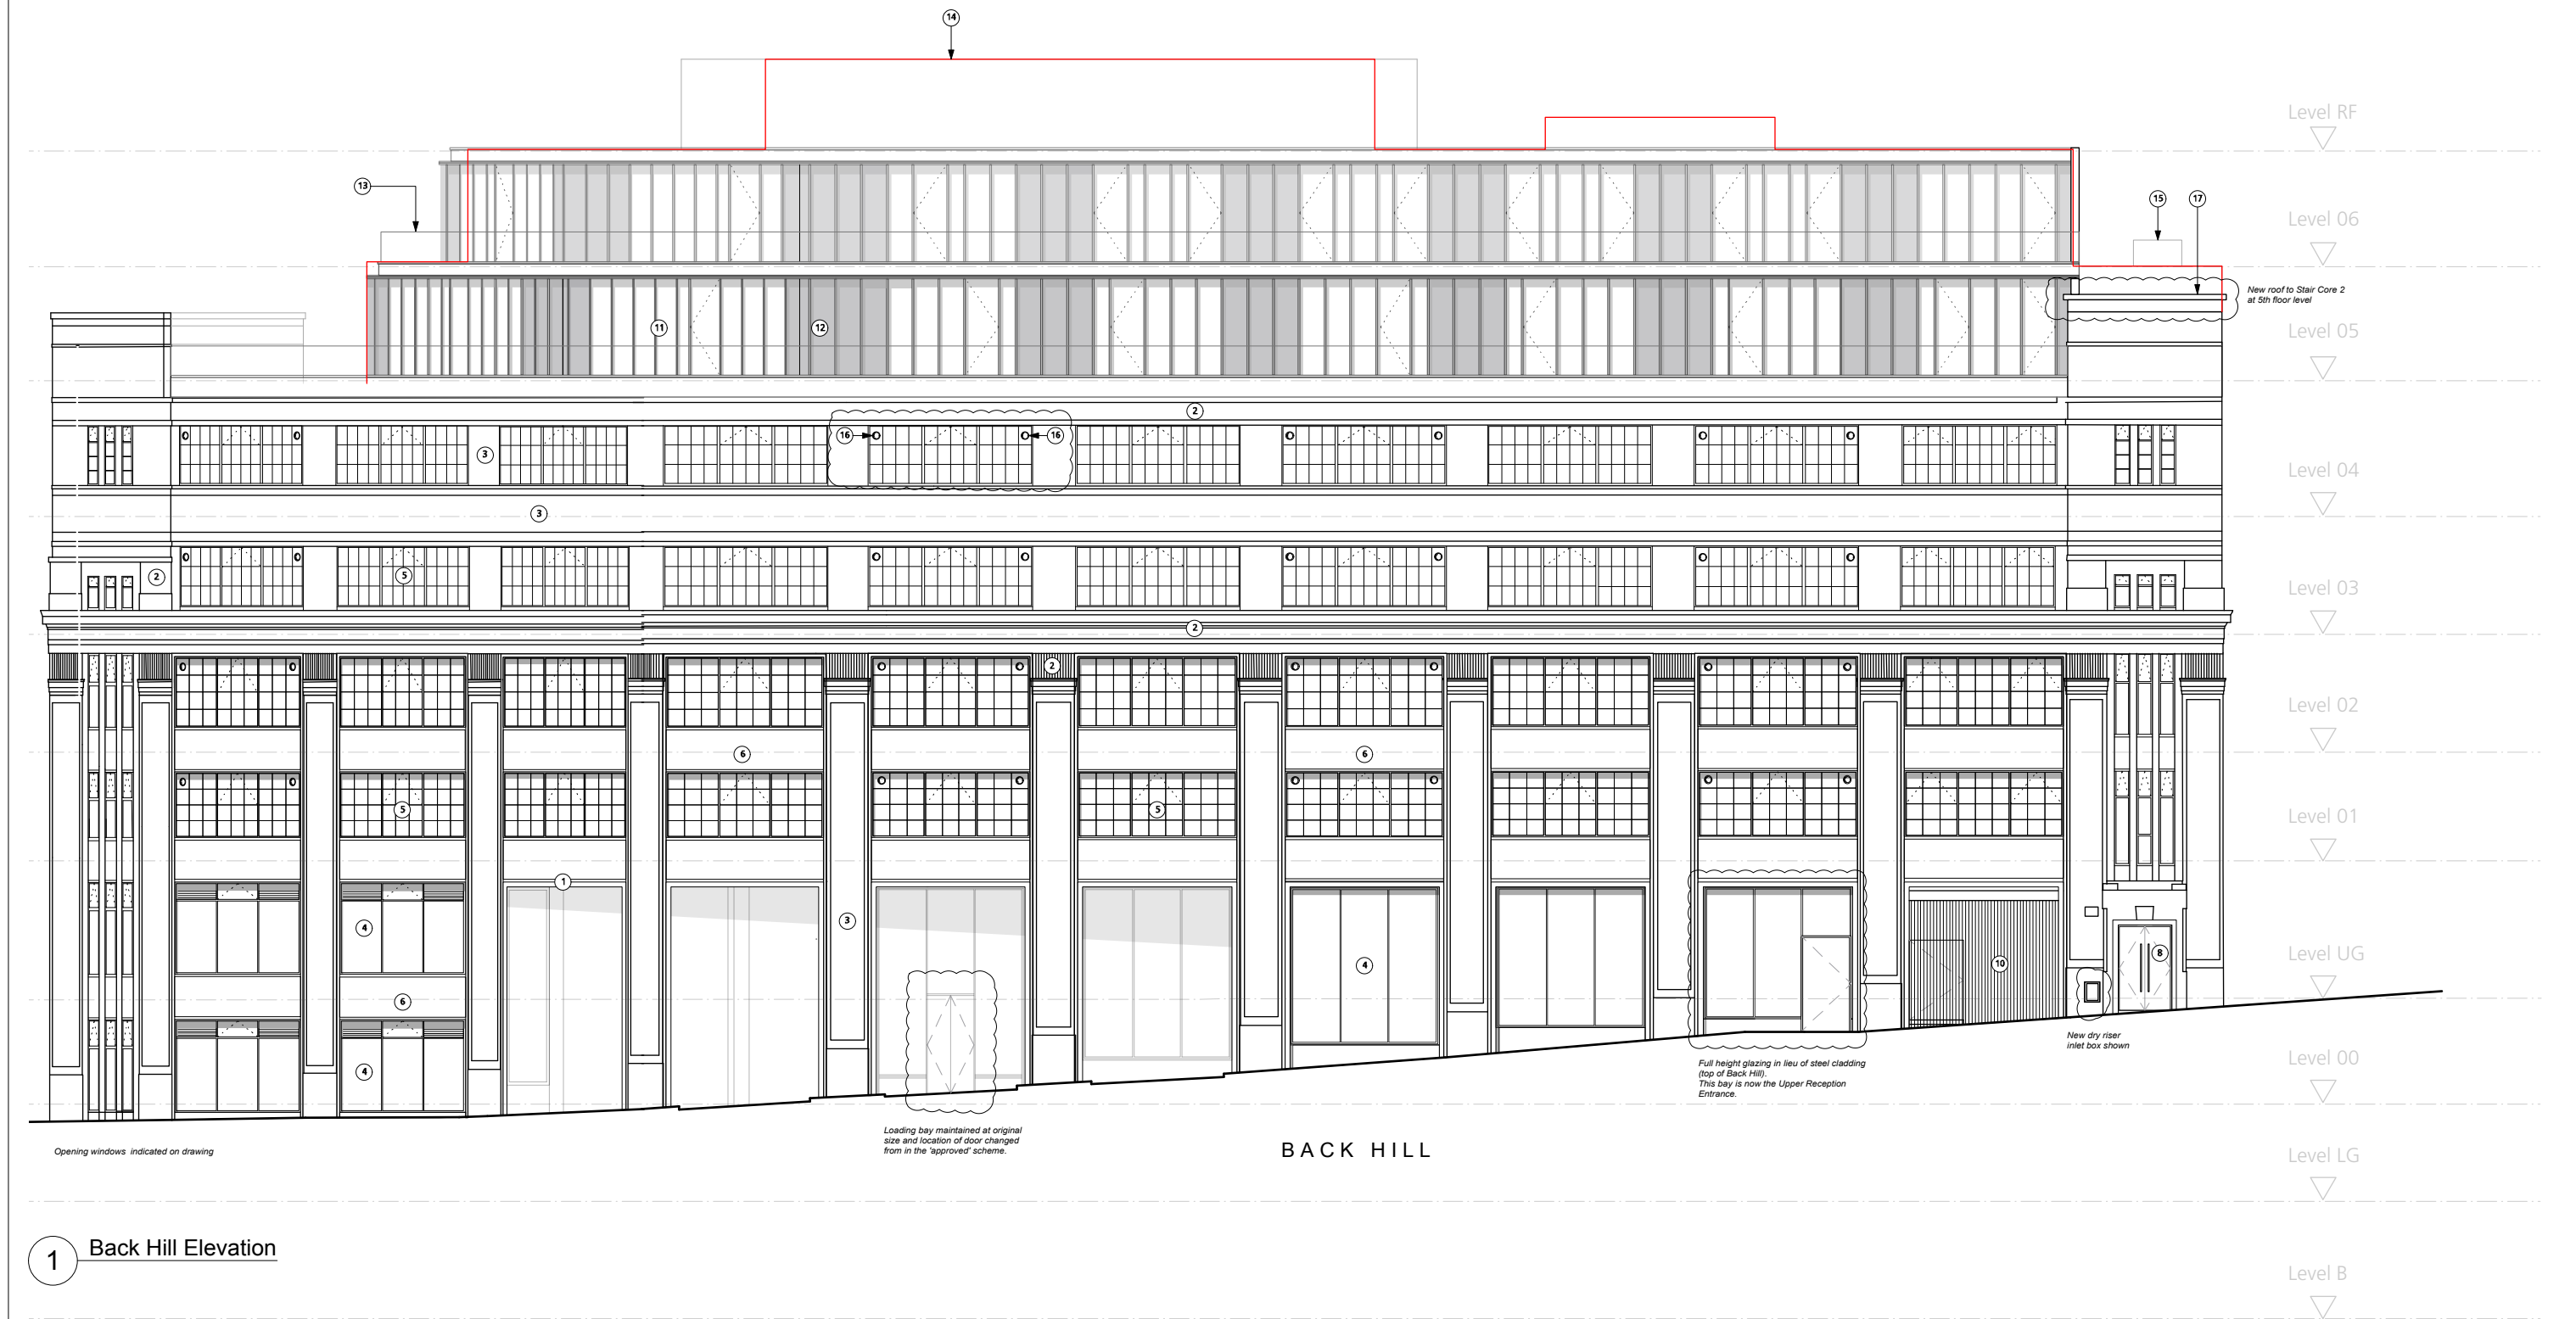 14
Level RF
13
15
17
Level 06
New roof to Stair Core 2
at 5th floor level
11
12
Level 05
2
16
16
3
Level 04
3
5
2
Level 03
2
2
Level 02
6
6
5
5
Level 01
1
3
4
4
8
10
Level UG
6
New dry riser
inlet box shown
4
Full height glazing in lieu of steel cladding
(top of Back Hill).
This bay is now the Upper Reception
Entrance.
Level 00
Loading bay maintained at original
size and location of door changed
from in the 'approved' scheme.
Opening windows indicated on drawing
BACK HILL
Level LG
1
Back Hill Elevation
Level B